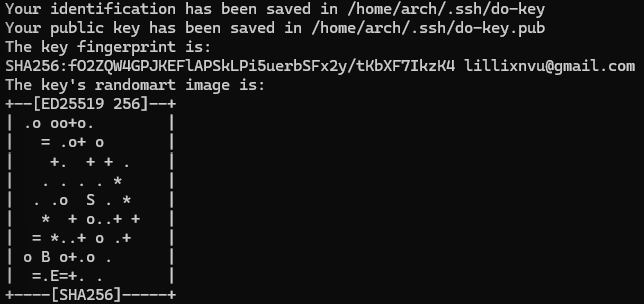 Your identification has been saved in /home/arch/.ssh/do-key
Your public key has been saved in /home/arch/.ssh/do-key.pub
The key fingerprint is:
SHA256:fO2ZQW4GPJKEFlAPSkLPi5uerbSFx2y/tKbXF7IkzK4 lillixnvu@gmail.com
The key's randomart image is:
+--[ED25519 256]--+
| .o oo+o.        |
|   = .o+ o       |
|    +.  + + .    |
|   . . . . *     |
|  . .o  S . *    |
|   *  + o..+ +   |
|  = *..+ o .+    |
| o B o+.o .      |
|  =.E=+. .       |
+----[SHA256]-----+